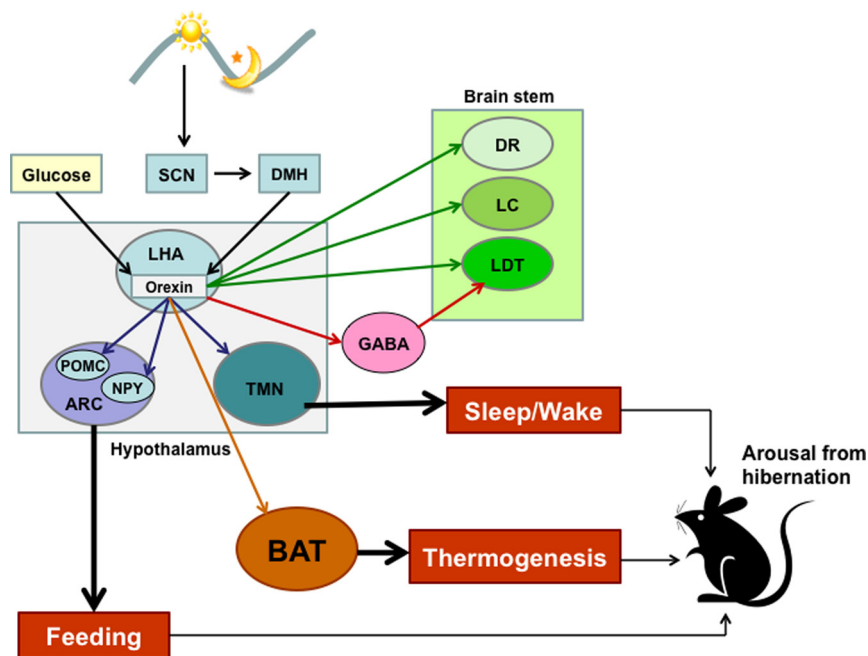 Brain stem
DR
Glucose
SCN
DMH
LC
LHA
LDT
Orexin
GABA
POMC
NPY
TMN
ARC
Sleep/Wake
Hypothalamus
Arousal from
hibernation
BAT
Thermogenesis
Feeding